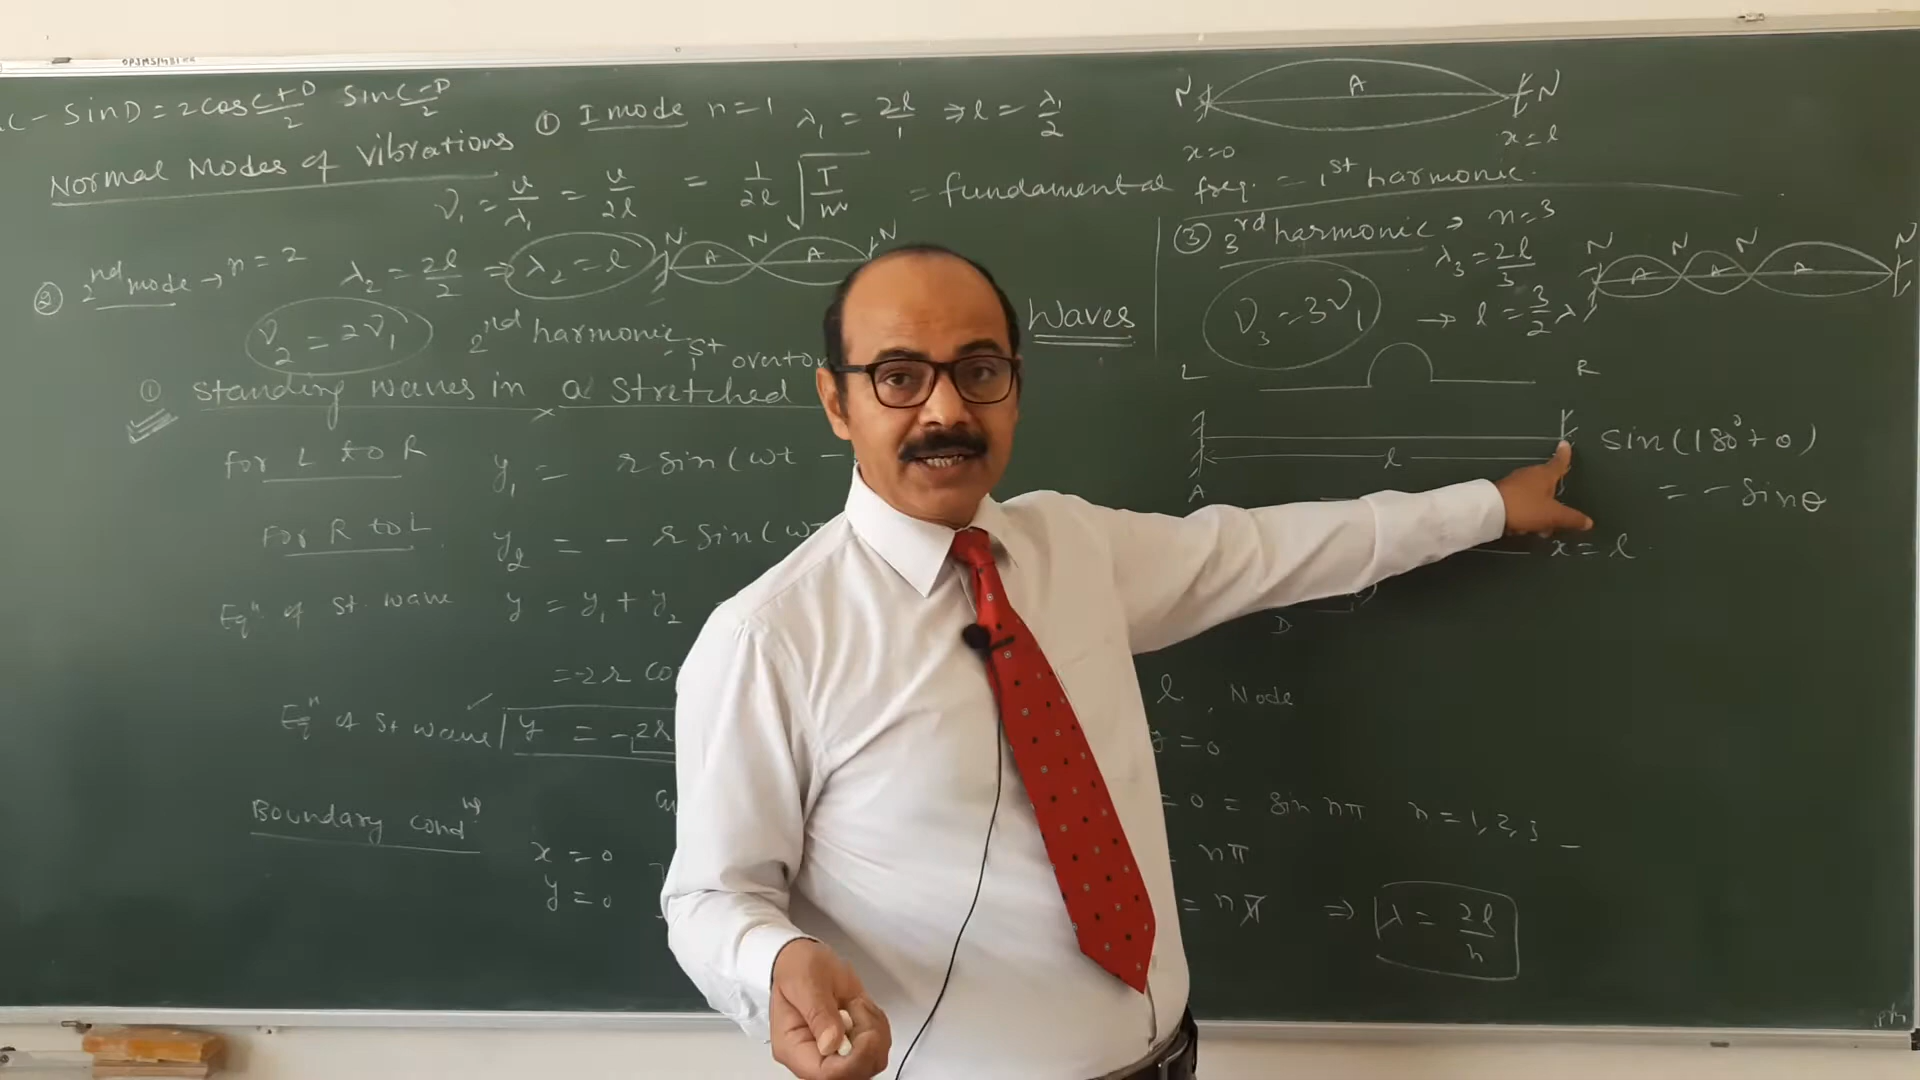 SinD = 2 cos C+D/2 Sin C-D/2
Normal Modes of Vibrations
① I mode n=1 λ₁ = 2l/1 ⇒ l = λ₁/2
ν₁ = v/λ₁ = v/2l = 1/2l √T/m = fundamental freq. = 1st harmonic.
N A N
x=0 x=l
② 2nd mode → n=2 λ₂ = 2l/2 ⇒ λ₂ = l
N A N A N
ν₂ = 2ν₁ 2nd harmonic
1st
③ 3rd harmonic → n=3
λ₃ = 2l/3
ν₃ = 3ν₁ → l = 3/2 λ
N A N A N A N
Waves
① Standing waves in a Stretched
L R
l
A
x = l
D
sin(180°+θ)
= - sinθ
for L to R y₁ = r sin(ωt -
for R to L y₂ = - r sin(ωt
Eqn of St. wave y = y₁ + y₂
= -2r co
Eqn of St wave y = -2r
l, Node
y = 0
Boundary condns
x = 0
y = 0
= 0 = sin nπ n = 1, 2, 3 –
= nπ
= nπ ⇒ λ = 2l/n